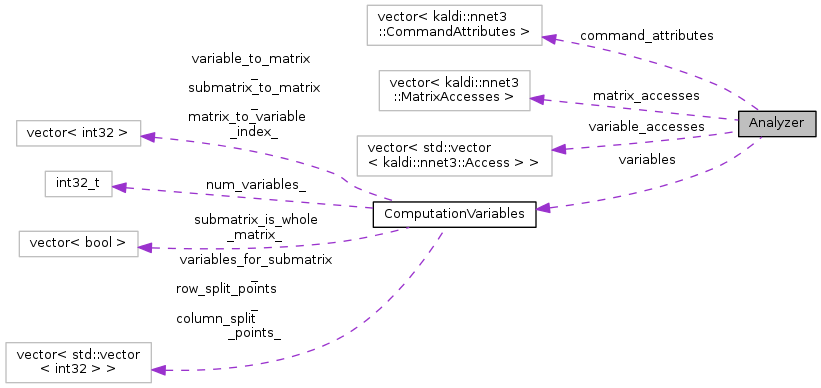 vector< kaldi::nnet3
::CommandAttributes >
command_attributes
variable_to_matrix
_
submatrix_to_matrix
_
matrix_to_variable
_index_
vector< kaldi::nnet3
::MatrixAccesses >
matrix_accesses
Analyzer
vector< int32 >
variable_accesses
vector< std::vector
< kaldi::nnet3::Access > >
variables
int32_t
num_variables_
ComputationVariables
submatrix_is_whole
_matrix_
vector< bool >
variables_for_submatrix
_
row_split_points
_
column_split
_points_
vector< std::vector
< int32 > >